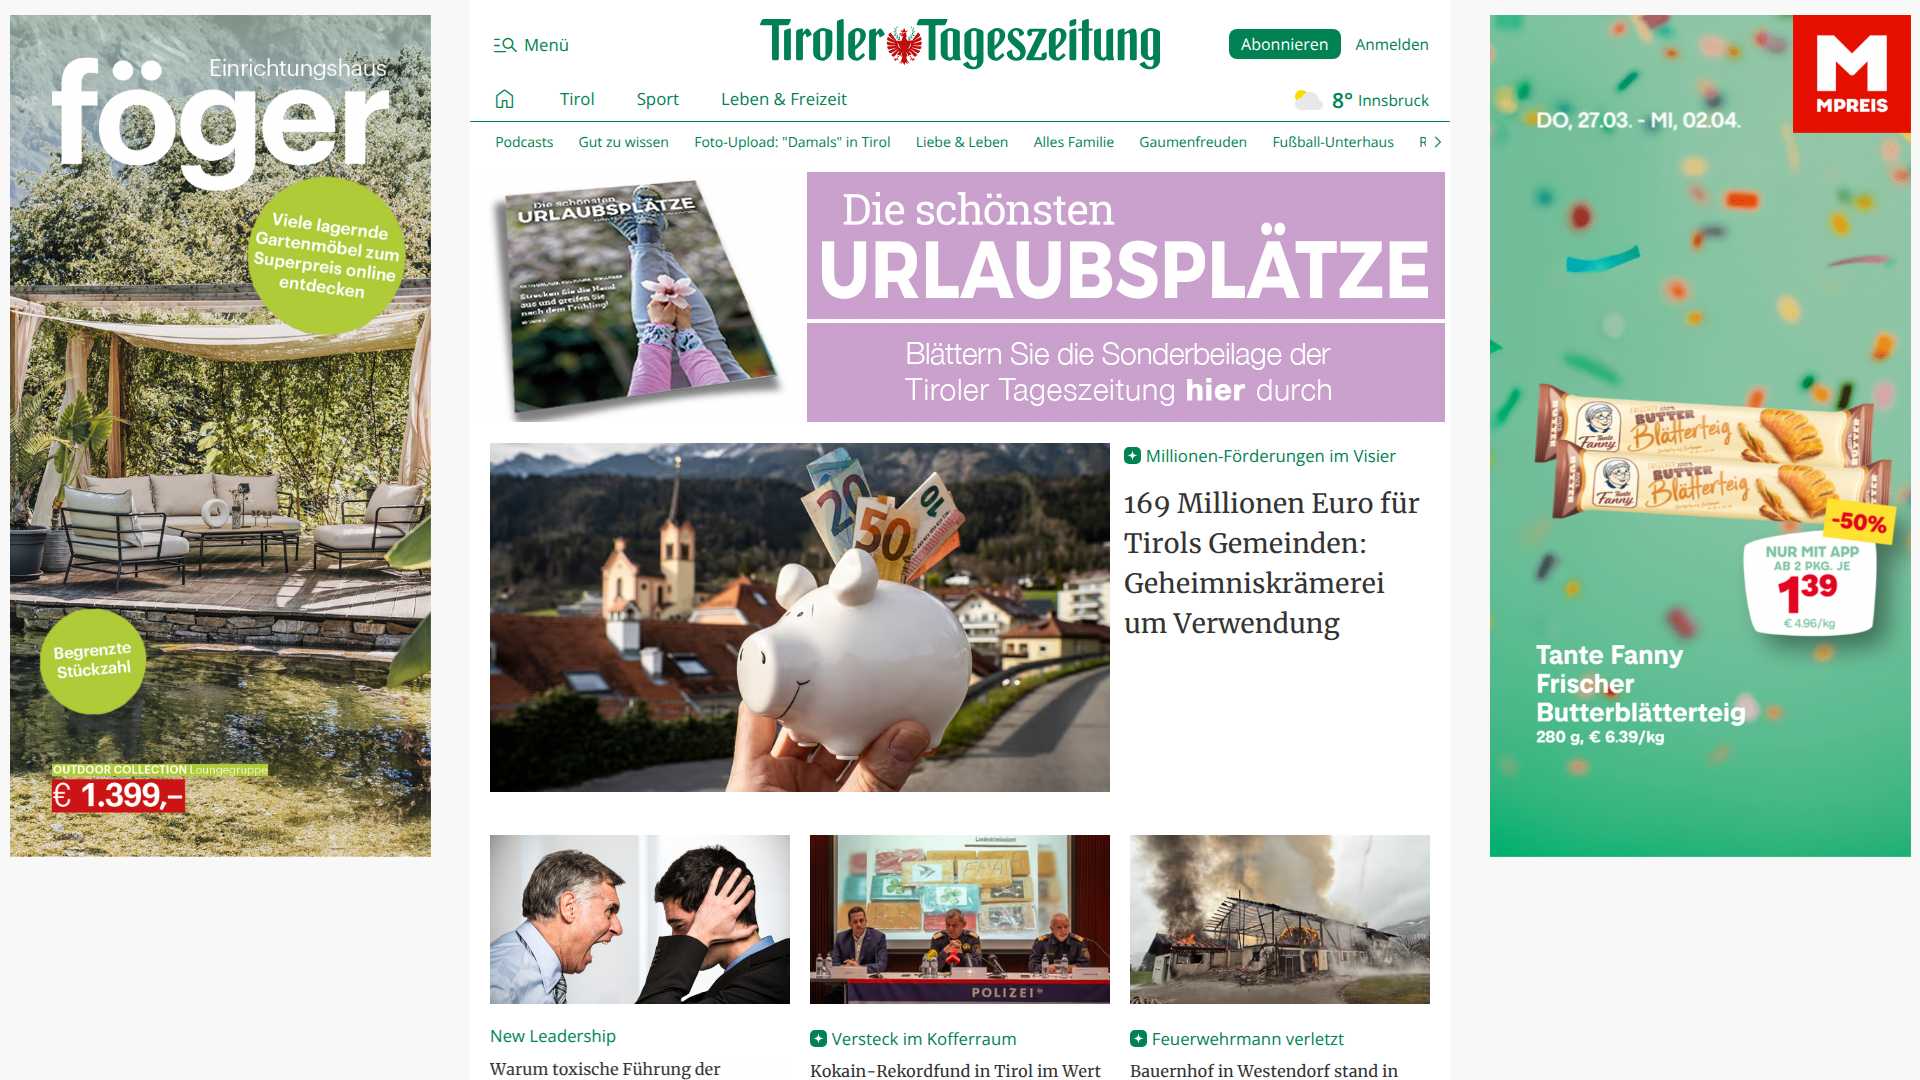 Einrichtungshaus
föger
Viele lagernde
Gartenmöbel zum
Superpreis online
entdecken
Begrenzte
Stückzahl
OUTDOOR COLLECTION Loungegruppe
€ 1.399,–
Menü
Tiroler Tageszeitung
Abonnieren
Anmelden
Tirol
Sport
Leben & Freizeit
8° Innsbruck
Podcasts
Gut zu wissen
Foto-Upload: "Damals" in Tirol
Liebe & Leben
Alles Familie
Gaumenfreuden
Fußball-Unterhaus
Die schönsten
URLAUBSPLÄTZE
Strecken Sie die Hand
aus und greifen Sie
nach dem Frühling!
Die schönsten
URLAUBSPLÄTZE
Blättern Sie die Sonderbeilage der
Tiroler Tageszeitung hier durch
20
50
10
Millionen-Förderungen im Visier
169 Millionen Euro für
Tirols Gemeinden:
Geheimniskrämerei
um Verwendung
POLIZEI
New Leadership
Warum toxische Führung der
Versteck im Kofferraum
Kokain-Rekordfund in Tirol im Wert
Feuerwehrmann verletzt
Bauernhof in Westendorf stand in
MPREIS
DO, 27.03. - MI, 02.04.
Tante Fanny
BUTTER
Blätterteig
Tante Fanny
BUTTER
Blätterteig
-50%
NUR MIT APP
AB 2 PKG. JE
139
€ 4.96/kg
Tante Fanny
Frischer
Butterblätterteig
280 g, € 6.39/kg